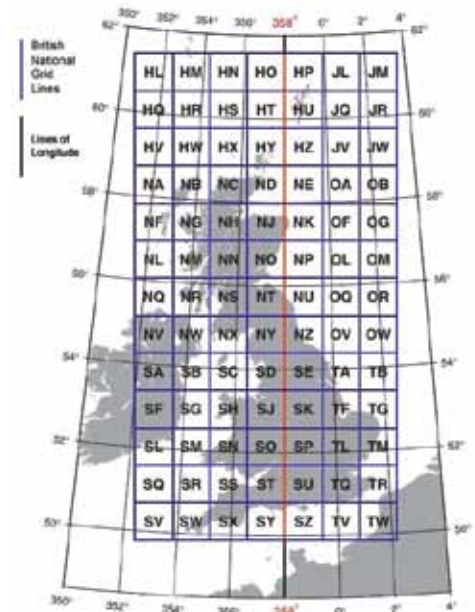 350° 352° 354° 356° 358° 0° 2° 4°
62° 62°
British
National
Grid
Lines
Lines of
Longitude
HL HM HN HO HP JL JM
60° HQ HR HS HT HU JQ JR 60°
HV HW HX HY HZ JV JW
58° NA NB NC ND NE OA OB 58°
NF NG NH NJ NK OF OG
56° NL NM NN NO NP OL OM 56°
NQ NR NS NT NU OQ OR
54° NV NW NX NY NZ OV OW 54°
SA SB SC SD SE TA TB
SF SG SH SJ SK TF TG
52° SL SM SN SO SP TL TM 52°
SQ SR SS ST SU TQ TR
50° SV SW SX SY SZ TV TW 50°
350° 352° 354° 356° 358° 0° 2° 4°